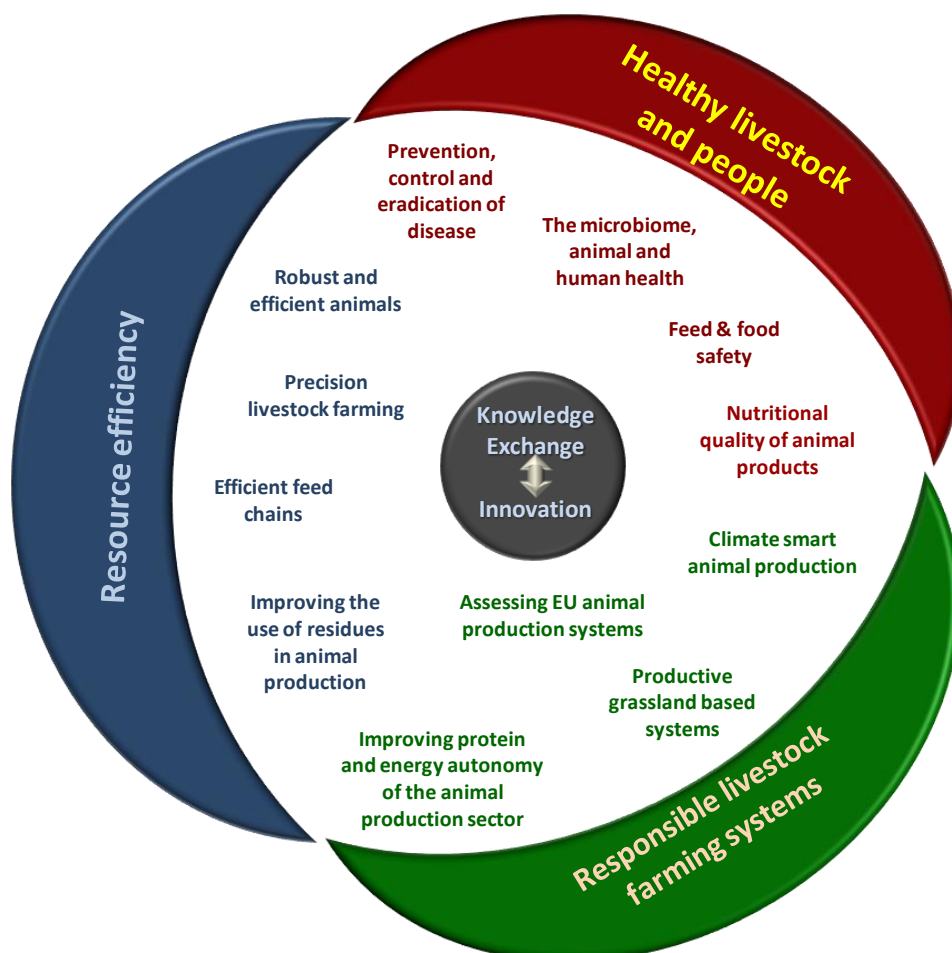 Healthy livestock
and people
Prevention,
control and
eradication of
disease
The microbiome,
animal and
human health
Feed & food
safety
Nutritional
quality of animal
products
Resource efficiency
Robust and
efficient animals
Precision
livestock farming
Efficient feed
chains
Improving the
use of residues
in animal
production
Knowledge
Exchange
Innovation
Climate smart
animal production
Assessing EU animal
production systems
Productive
grassland based
systems
Improving protein
and energy autonomy
of the animal
production sector
Responsible livestock
farming systems